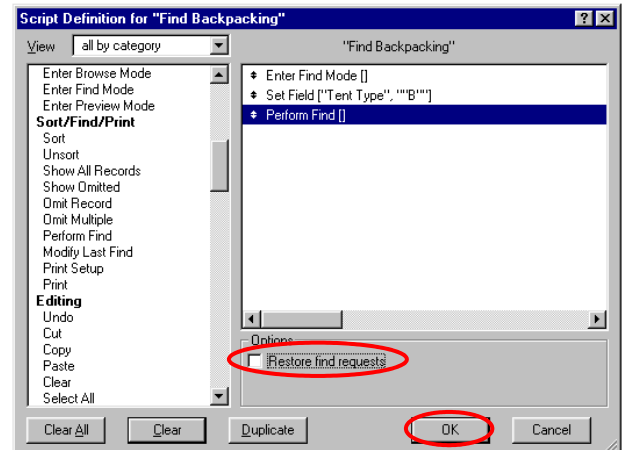 Script Definition for "Find Backpacking"
View all by category
"Find Backpacking"
Enter Browse Mode
Enter Find Mode
Enter Preview Mode
Sort/Find/Print
Sort
Unsort
Show All Records
Show Omitted
Omit Record
Omit Multiple
Perform Find
Modify Last Find
Print Setup
Print
Editing
Undo
Cut
Copy
Paste
Clear
Select All
Enter Find Mode []
Set Field ["Tent Type", ""B""]
Perform Find []
Options
Restore find requests
Clear All Clear Duplicate OK Cancel